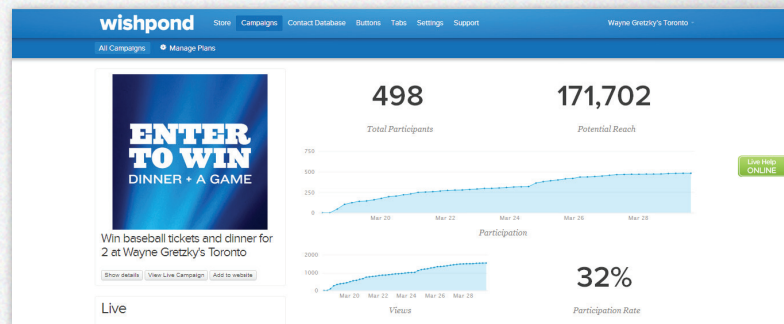 wishpond
Store Campaigns Contact Database Buttons Tabs Settings Support Wayne Gretzky's Toronto
All Campaigns Manage Plans
ENTER
TO WIN
DINNER + A GAME
Win baseball tickets and dinner for
2 at Wayne Gretzky's Toronto
Show details View Live Campaign Add to website
Live
498 171,702
Total Participants Potential Reach
750
500
250
0
Mar 20 Mar 22 Mar 24 Mar 26 Mar 28
Participation
2000
1000
0
Mar 20 Mar 22 Mar 24 Mar 26 Mar 28
Views
32%
Participation Rate
Live Help
ONLINE